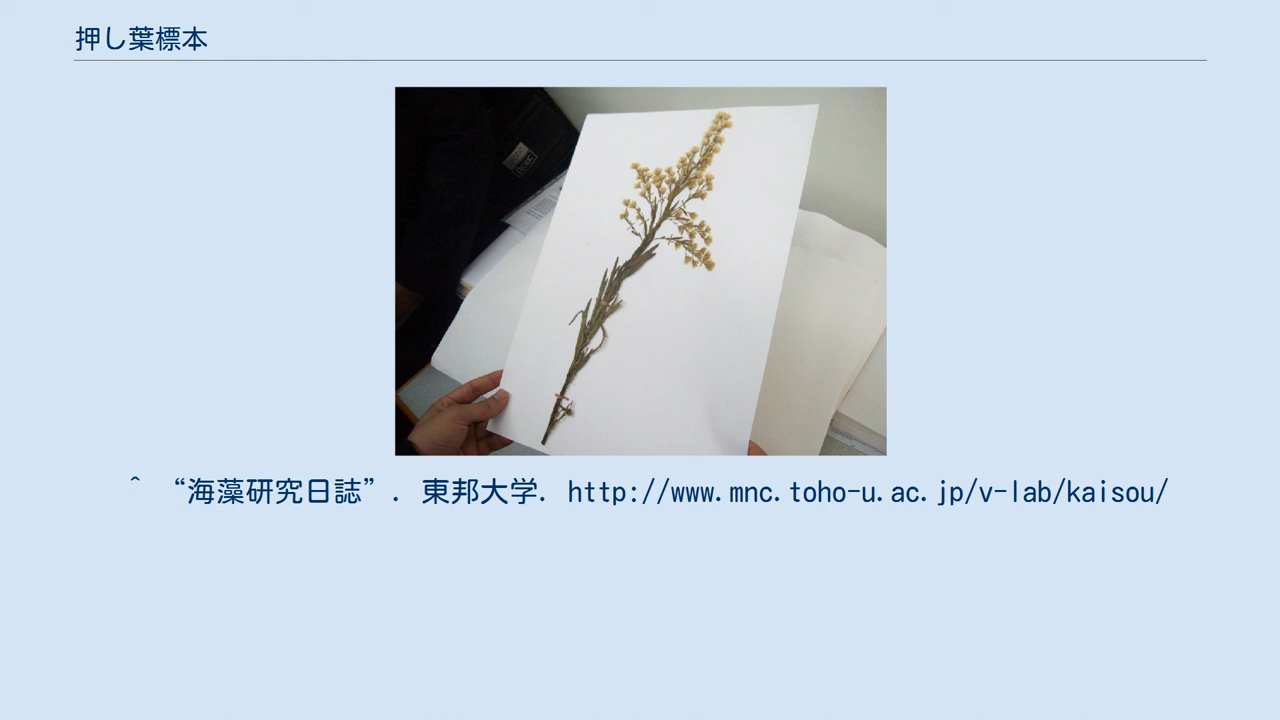 押し葉標本
^ “海藻研究日誌”. 東邦大学. http://www.mnc.toho-u.ac.jp/v-lab/kaisou/